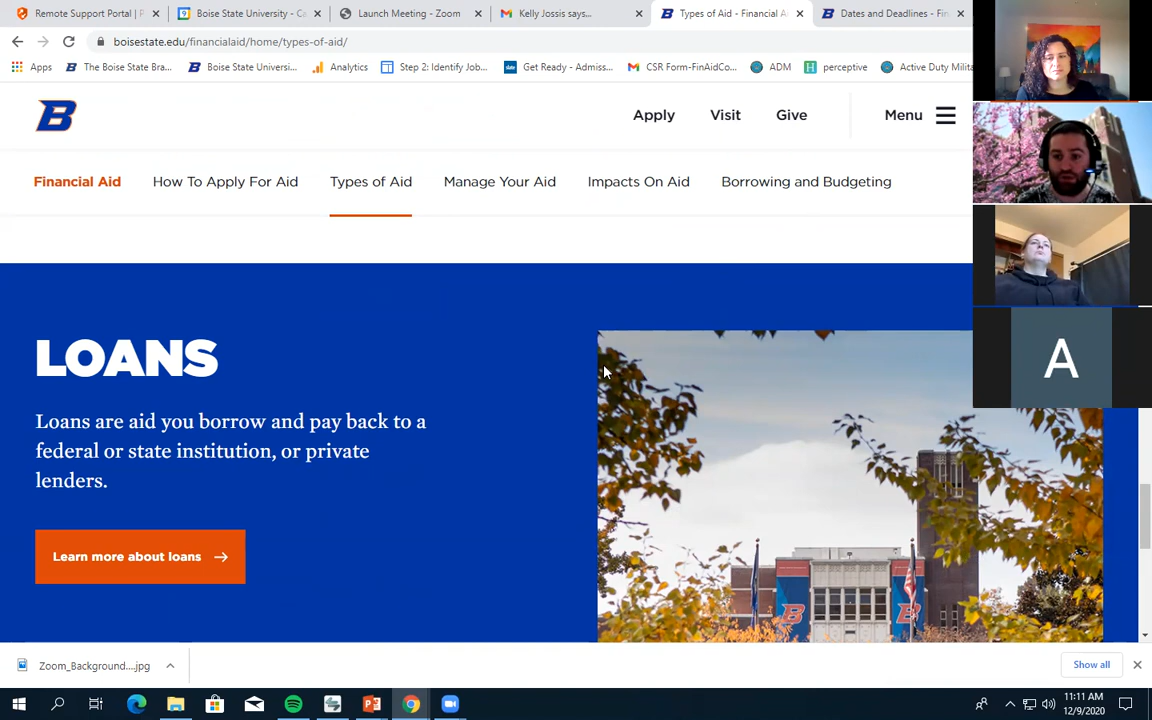 Remote Support Portal | P
Boise State University - Ca
Launch Meeting - Zoom
Kelly Jossis says...
Types of Aid - Financial A
Dates and Deadlines - Fin
boisestate.edu/financialaid/home/types-of-aid/
Apps
The Boise State Bra...
Boise State Universi...
Analytics
Step 2: Identify Job...
Get Ready - Admiss...
CSR Form-FinAidCo...
ADM
perceptive
Active Duty Milita
B
Apply
Visit
Give
Menu
Financial Aid
How To Apply For Aid
Types of Aid
Manage Your Aid
Impacts On Aid
Borrowing and Budgeting
A
LOANS
Loans are aid you borrow and pay back to a
federal or state institution, or private
lenders.
Learn more about loans
B
B
Zoom_Background....jpg
Show all
11:11 AM
12/9/2020